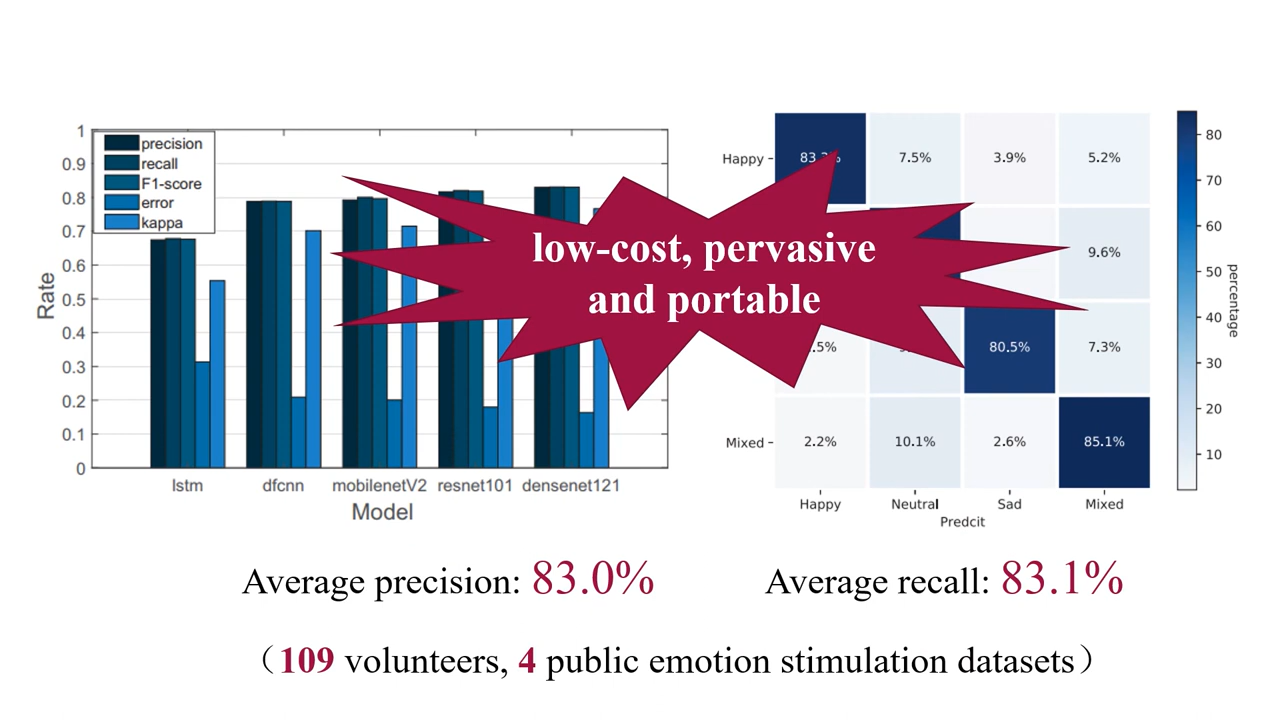 1
0.9
0.8
0.7
0.6
0.5
0.4
0.3
0.2
0.1
0
Rate
precision
recall
F1-score
error
kappa
lstm
dfcnn
mobilenetV2
resnet101
densenet121
Model
low-cost, pervasive
and portable
Happy
7.5%
3.9%
5.2%
9.6%
80.5%
7.3%
Mixed
2.2%
10.1%
2.6%
85.1%
Happy
Neutral
Sad
Mixed
Predcit
80
70
60
50
40
30
20
10
percentage
Average precision: 83.0%
Average recall: 83.1%
（109 volunteers, 4 public emotion stimulation datasets）